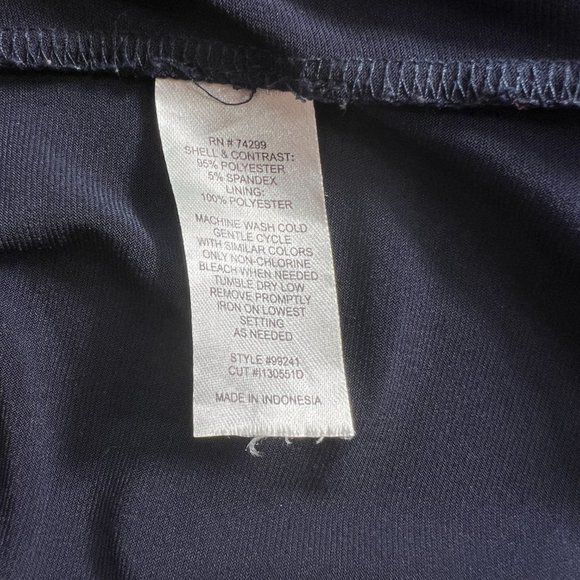 RN # 74299
SHELL & CONTRAST:
95% POLYESTER
5% SPANDEX
LINING:
100% POLYESTER
MACHINE WASH COLD
GENTLE CYCLE
WITH SIMILAR COLORS
ONLY NON-CHLORINE
BLEACH WHEN NEEDED
TUMBLE DRY LOW
REMOVE PROMPTLY
IRON ON LOWEST
SETTING
AS NEEDED
STYLE #99241
CUT #I130551D
MADE IN INDONESIA